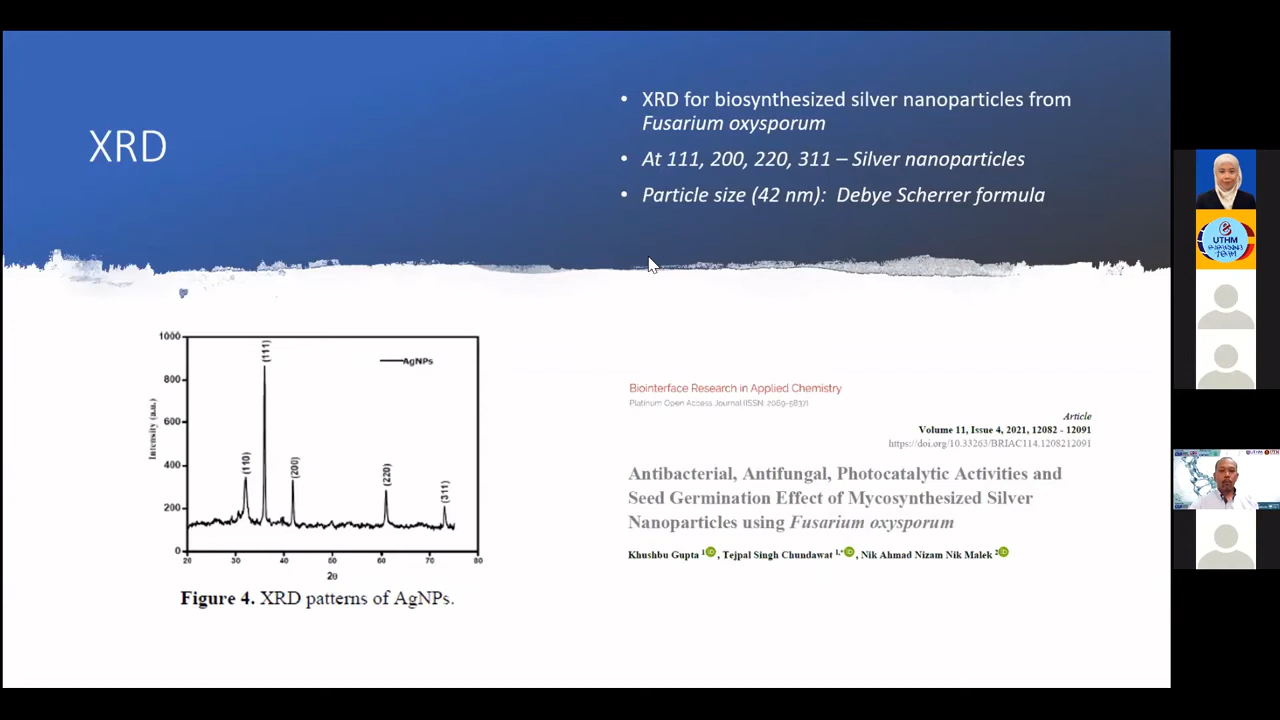 XRD
• XRD for biosynthesized silver nanoparticles from
Fusarium oxysporum
• At 111, 200, 220, 311 – Silver nanoparticles
• Particle size (42 nm): Debye Scherrer formula
1000
800
600
400
200
0
20 30 40 50 60 70 80
Intensity (a.u.)
2θ
(110)
(111)
(200)
(220)
(311)
AgNPs
Figure 4. XRD patterns of AgNPs.
Biointerface Research in Applied Chemistry
Platinum Open Access Journal (ISSN: 2069-5837)
Article
Volume 11, Issue 4, 2021, 12082 - 12091
https://doi.org/10.33263/BRIAC114.1208212091
Antibacterial, Antifungal, Photocatalytic Activities and
Seed Germination Effect of Mycosynthesized Silver
Nanoparticles using Fusarium oxysporum
Khushbu Gupta 1 iD, Tejpal Singh Chundawat 1,* iD, Nik Ahmad Nizam Nik Malek 2 iD
UTHM